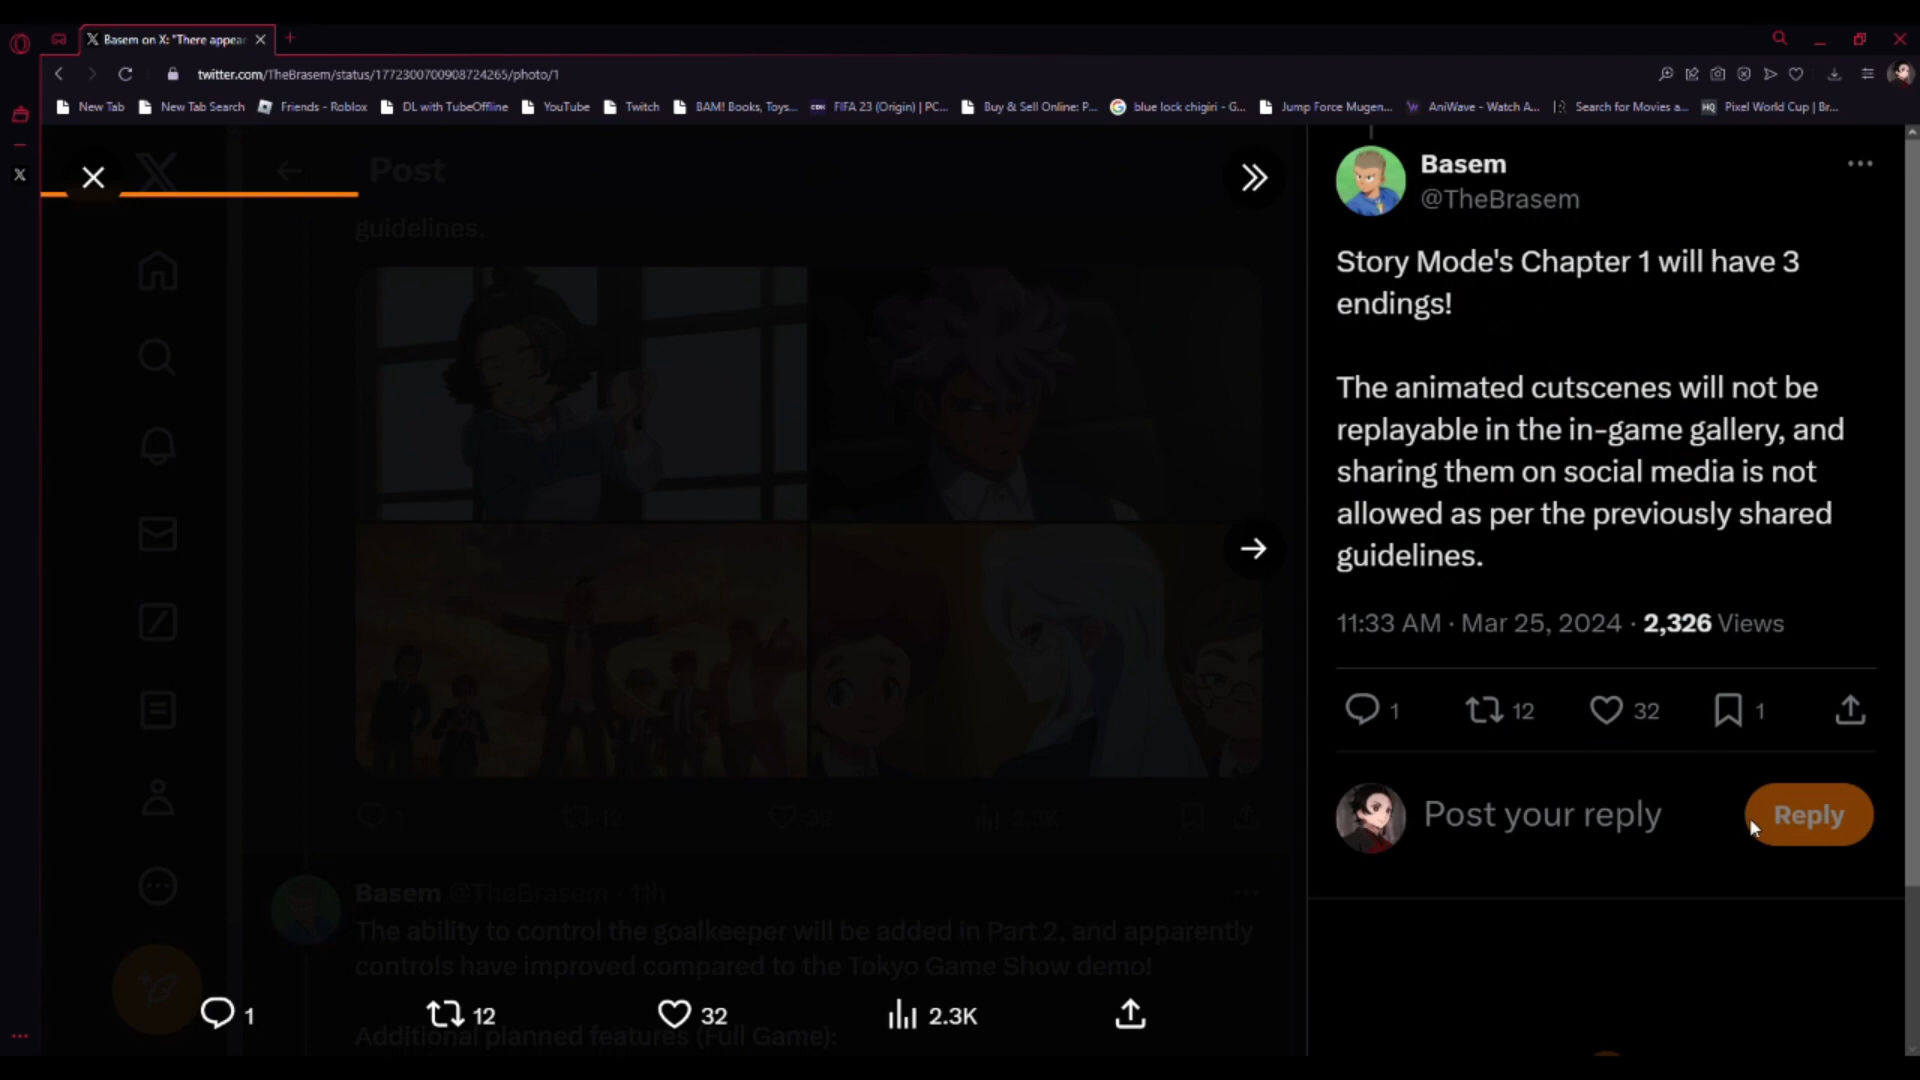 Basem on X: "There appear
twitter.com/TheBrasem/status/1772300700908724265/photo/1
New Tab
New Tab Search
Friends - Roblox
DL with TubeOffline
YouTube
Twitch
BAM! Books, Toys...
FIFA 23 (Origin) | PC...
Buy & Sell Online: P...
blue lock chigiri - G...
Jump Force Mugen...
AniWave - Watch A...
Search for Movies a...
HQ
Pixel World Cup | Br...
Post
guidelines.
Basem @TheBrasem · 11h
The ability to control the goalkeeper will be added in Part 2, and apparently
controls have improved compared to the Tokyo Game Show demo!
Additional planned features (Full Game):
1
12
32
2.3K
Basem
@TheBrasem
Story Mode's Chapter 1 will have 3
endings!
The animated cutscenes will not be
replayable in the in-game gallery, and
sharing them on social media is not
allowed as per the previously shared
guidelines.
11:33 AM · Mar 25, 2024 · 2,326 Views
1
12
32
1
Post your reply
Reply